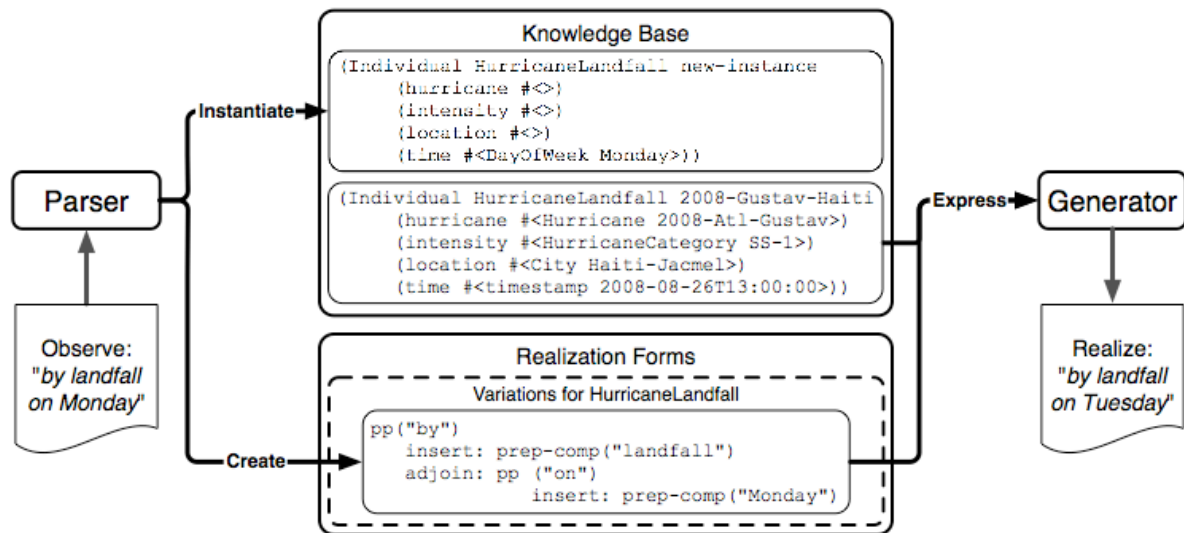 Knowledge Base
(Individual HurricaneLandfall new-instance
(hurricane #<>)
(intensity #<>)
(location #<>)
(time #<DayOfWeek Monday>))
Instantiate
Parser
(Individual HurricaneLandfall 2008-Gustav-Haiti
(hurricane #<Hurricane 2008-Atl-Gustav>)
(intensity #<HurricaneCategory SS-1>)
(location #<City Haiti-Jacmel>)
(time #<timestamp 2008-08-26T13:00:00>))
Express
Generator
Observe:
"by landfall
on Monday"
Realization Forms
Variations for HurricaneLandfall
pp("by")
insert: prep-comp("landfall")
adjoin: pp ("on")
insert: prep-comp("Monday")
Create
Realize:
"by landfall
on Tuesday"